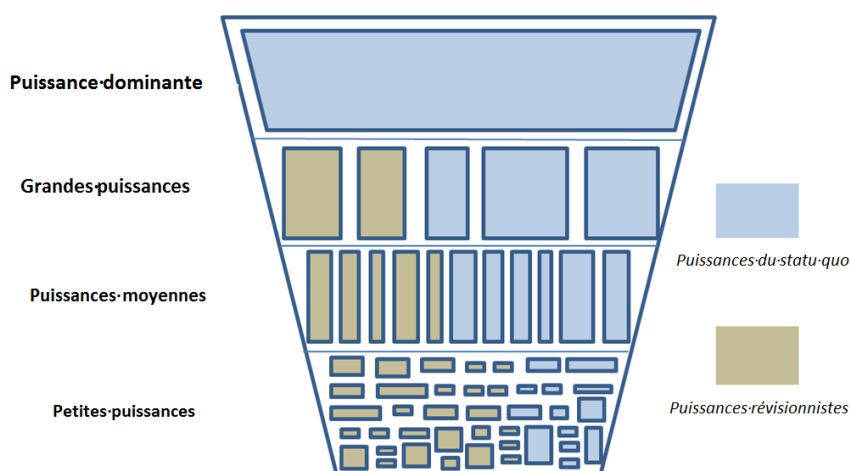 Puissance·dominante
Grandes·puissances
Puissances·moyennes
Petites·puissances
Puissances·du·statu·quo
Puissances·révisionnistes